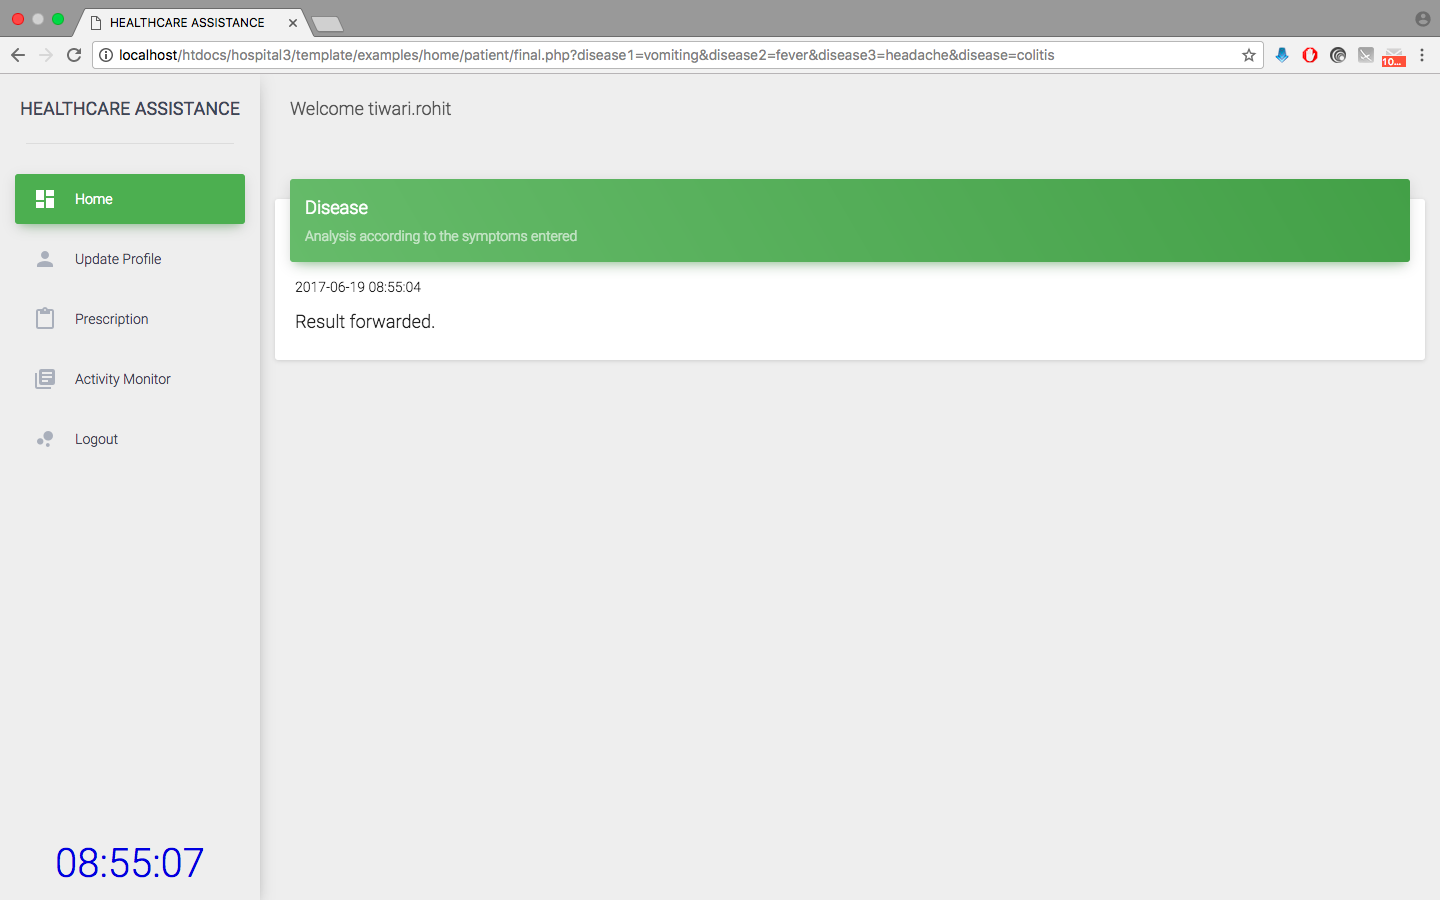 HEALTHCARE ASSISTANCE
localhost/htdocs/hospital3/template/examples/home/patient/final.php?disease1=vomiting&disease2=fever&disease3=headache&disease=colitis
10...
HEALTHCARE ASSISTANCE
Home
Update Profile
Prescription
Activity Monitor
Logout
08:55:07
Welcome tiwari.rohit
Disease
Analysis according to the symptoms entered
2017-06-19 08:55:04
Result forwarded.